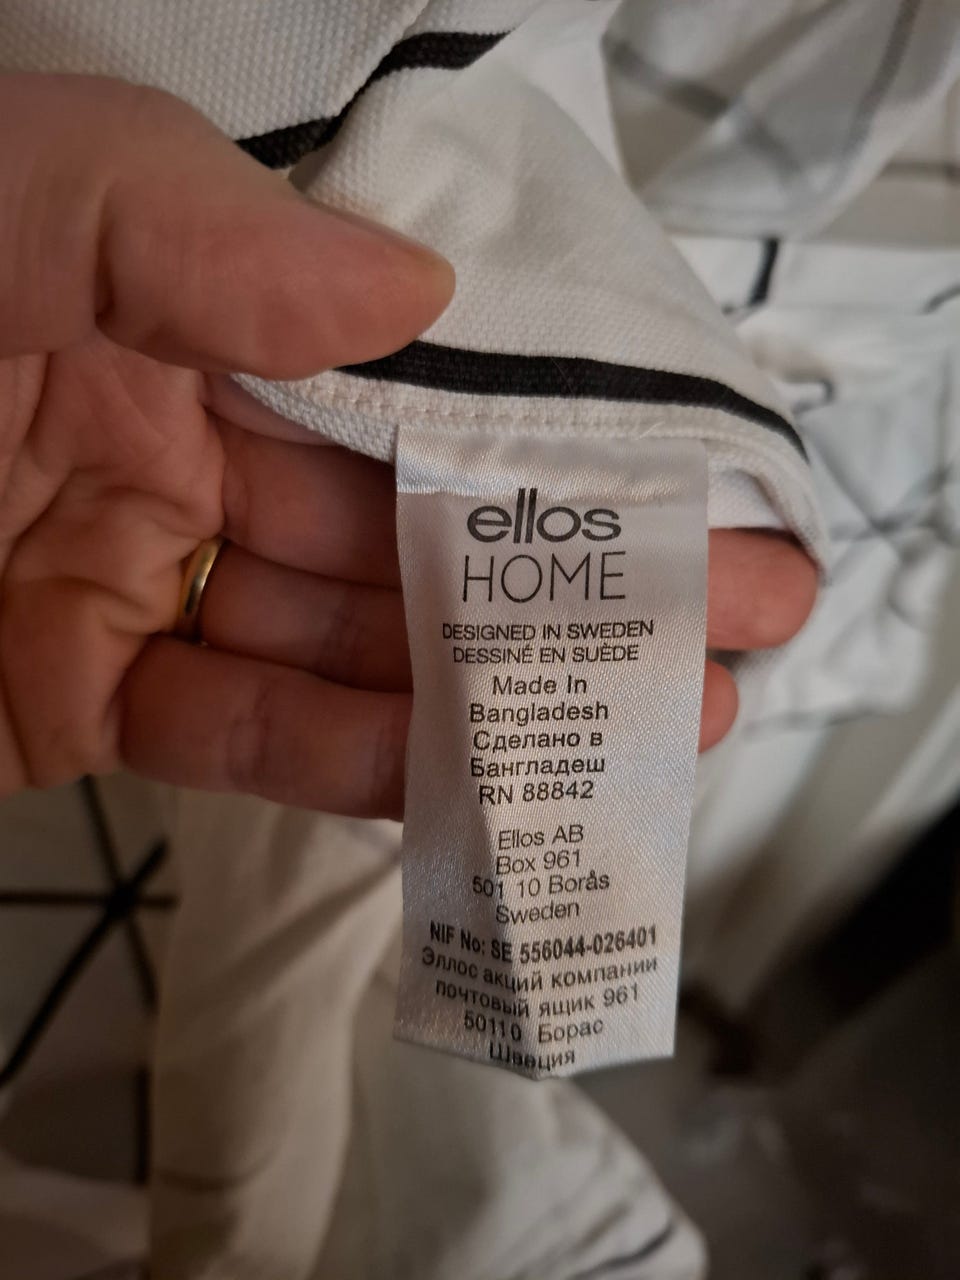 ellos
HOME
DESIGNED IN SWEDEN
DESSINÉ EN SUÈDE
Made In
Bangladesh
Сделано в
Бангладеш
RN 88842
Ellos AB
Box 961
501 10 Borås
Sweden
NIF No: SE 556044-026401
Эллос акций компании
почтовый ящик 961
50110 Борас
Швеция